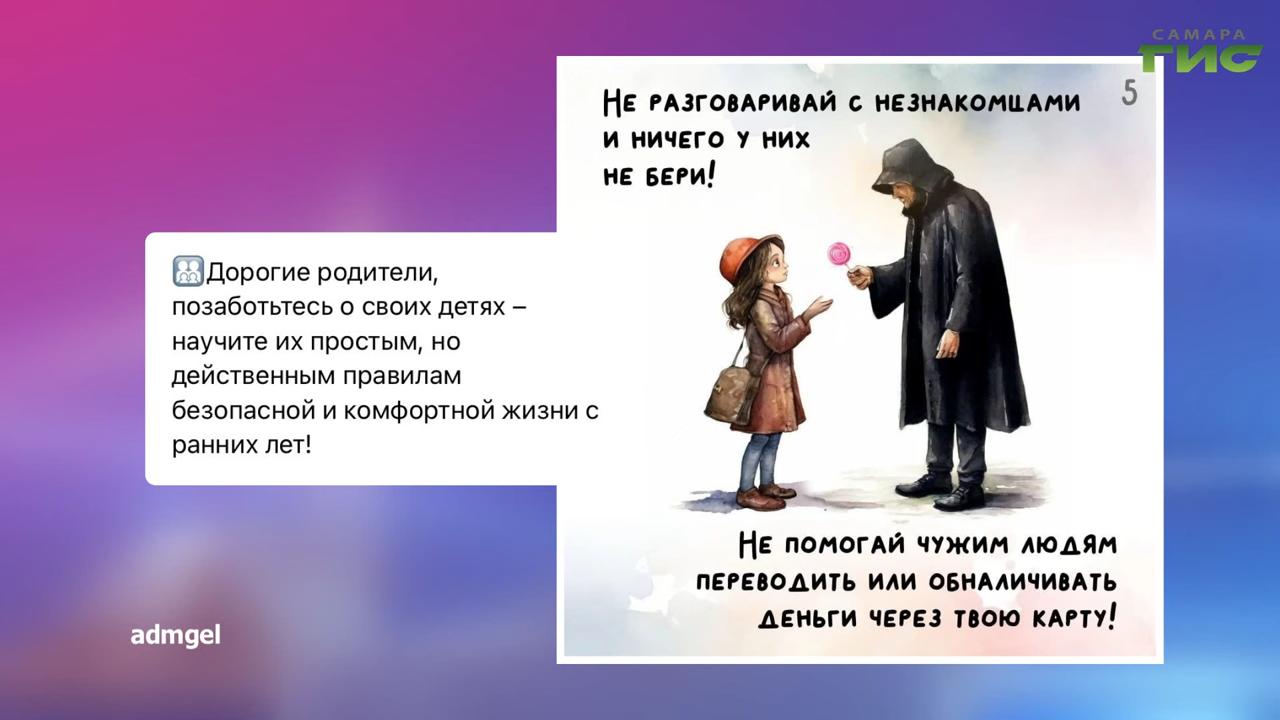 САМАРА
ГИС
5
Не разговаривай с незнакомцами
и ничего у них
не бери!
Дорогие родители,
позаботьтесь о своих детях –
научите их простым, но
действенным правилам
безопасной и комфортной жизни с
ранних лет!
Не помогай чужим людям
переводить или обналичивать
деньги через твою карту!
admgel